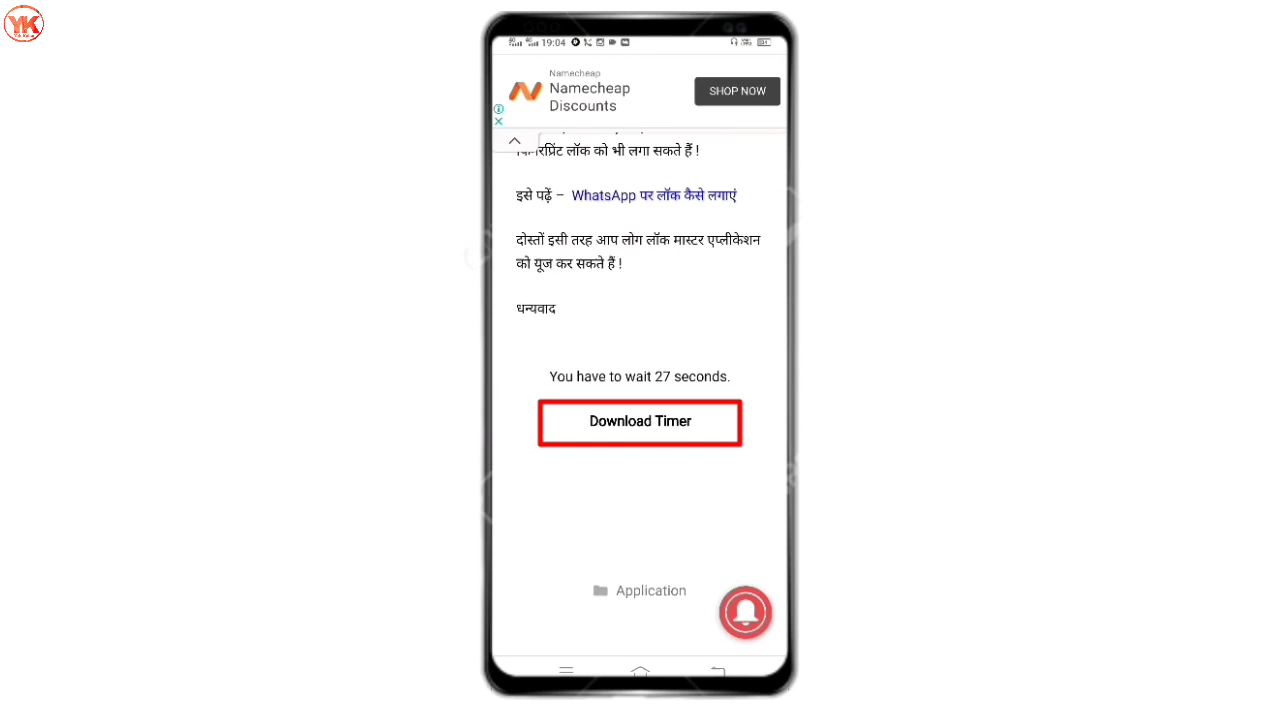 YK
19:04
Namecheap
Namecheap
Discounts
SHOP NOW
लॉक को भी लगा सकते हैं !
इसे पढ़ें – WhatsApp पर लॉक कैसे लगाएं
दोस्तों इसी तरह आप लोग लॉक मास्टर एप्लीकेशन
को यूज कर सकते हैं !
धन्यवाद
You have to wait 27 seconds.
Download Timer
Application